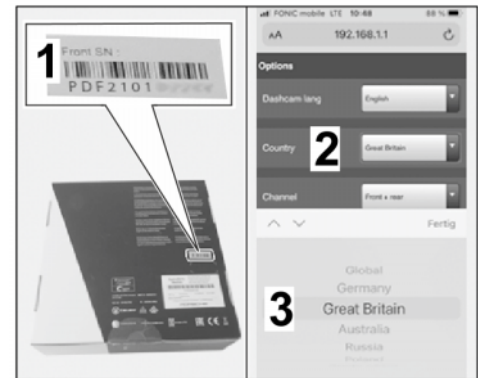 1
Front SN :
PDF2101
FONIC mobile LTE 10:48 88 %
AA 192.168.1.1
Options
Dashcam lang English
Country 2 Great Britain
Channel Front + rear
Fertig
Global
Germany
3 Great Britain
Australia
Russia